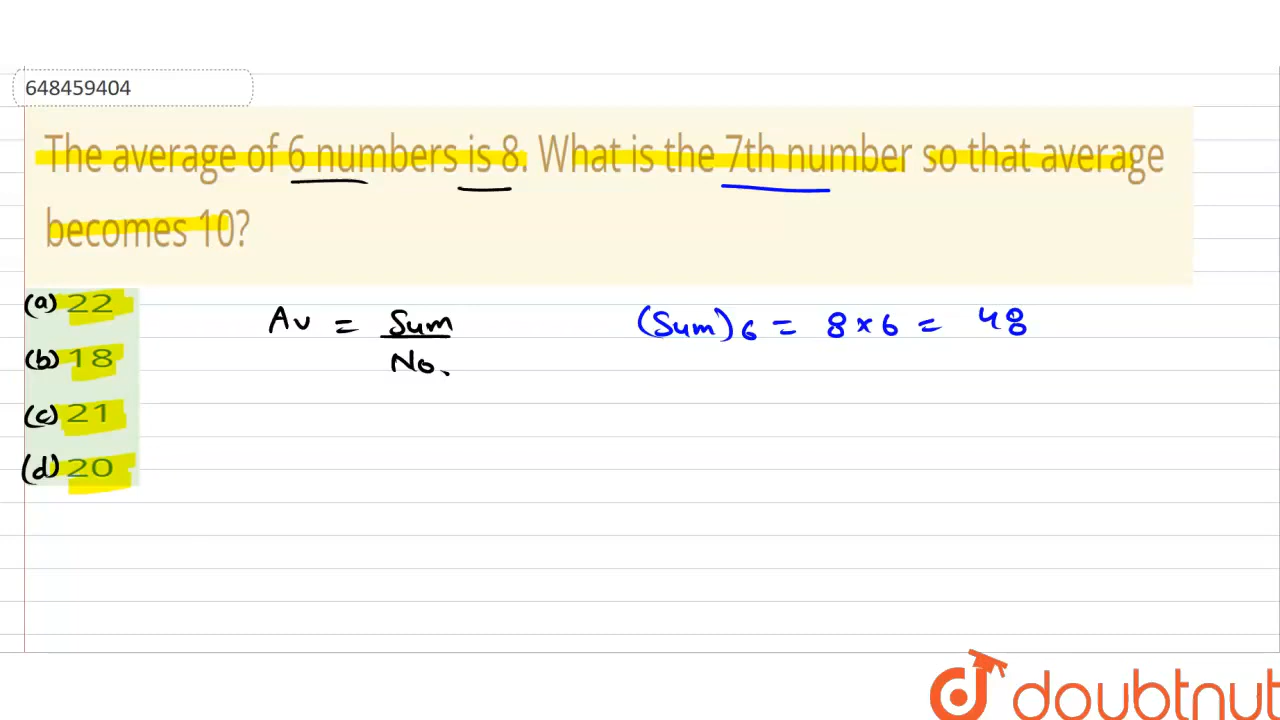 648459404
The average of 6 numbers is 8. What is the 7th number so that average
becomes 10?
(a) 22
(b) 18
(c) 21
(d) 20
Av = Sum
No.
(Sum)6 = 8 × 6 = 48
doubtnut